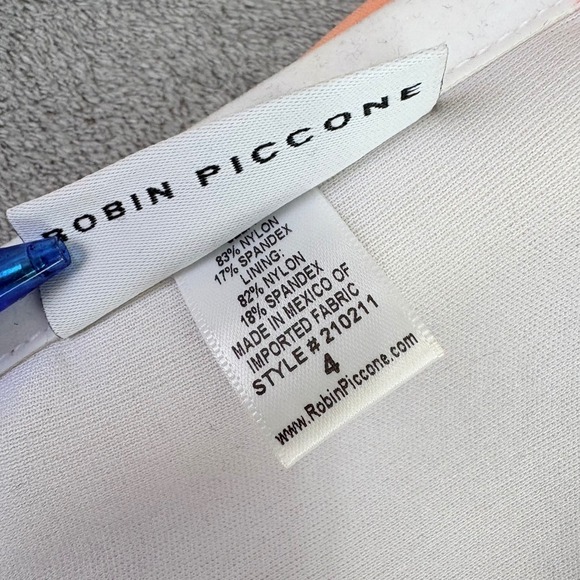 ROBIN PICCONE
83% NYLON
17% SPANDEX
LINING:
82% NYLON
18% SPANDEX
MADE IN MEXICO OF
IMPORTED FABRIC
STYLE # 210211
4
www.RobinPiccone.com